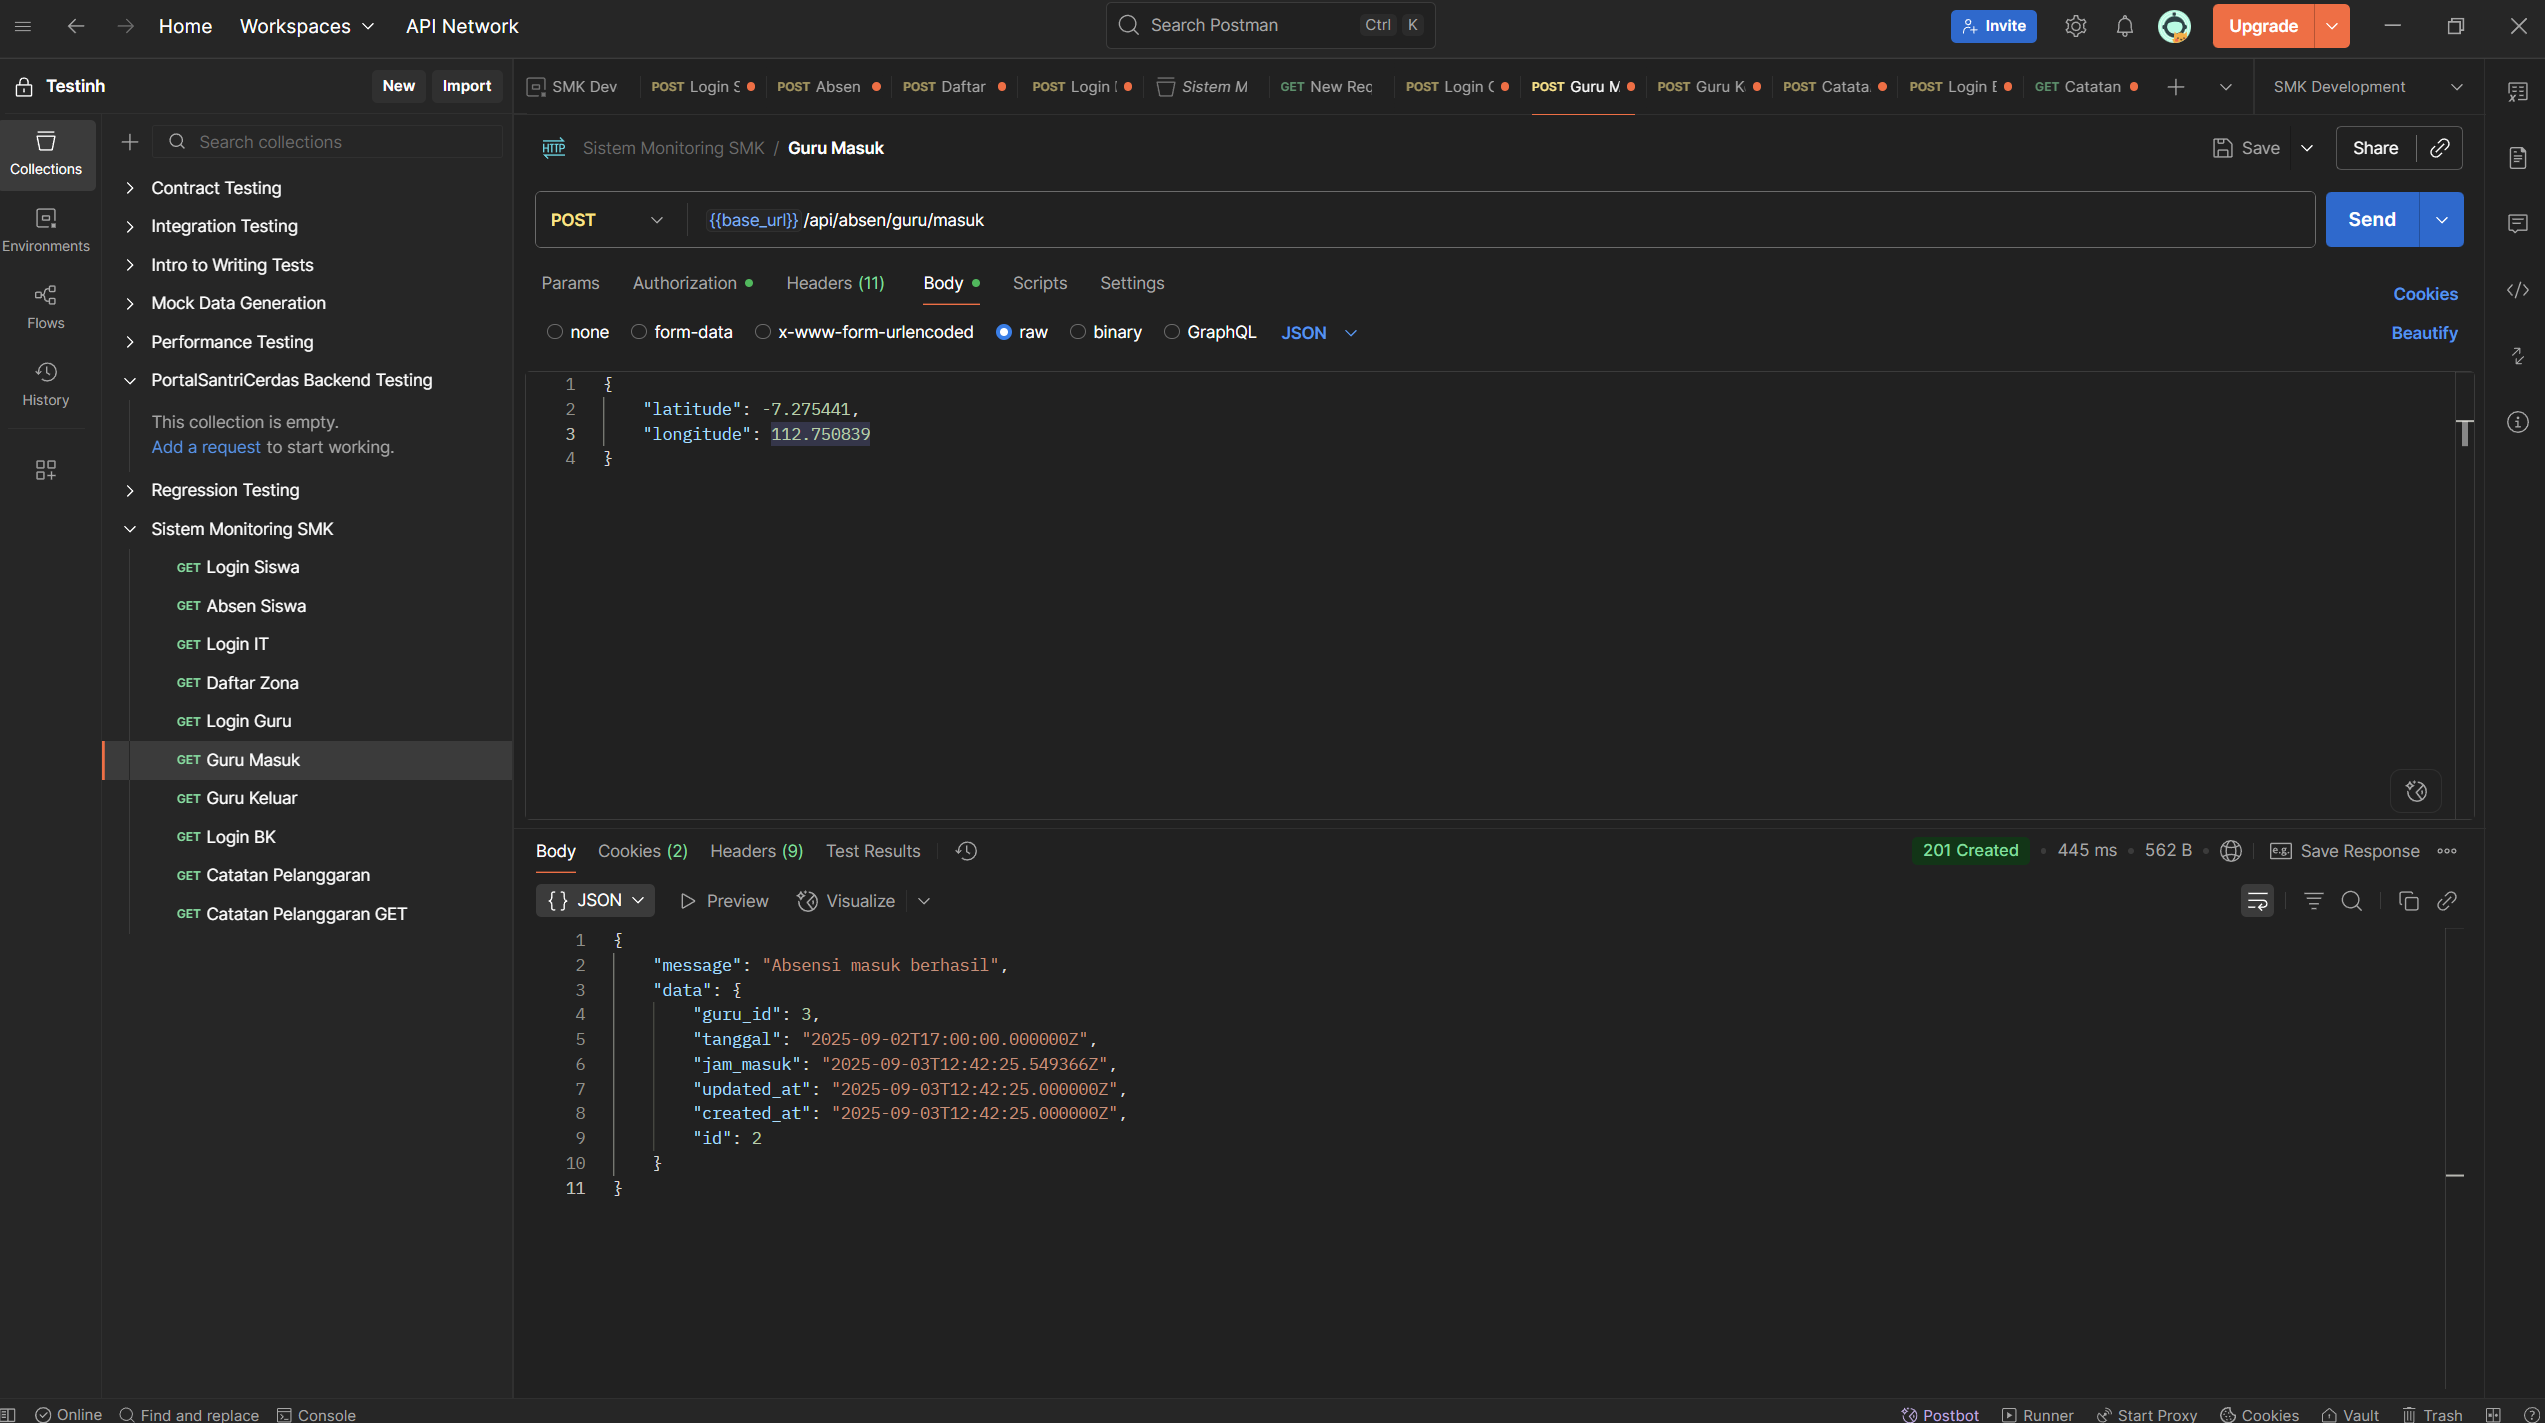 Home Workspaces API Network Search Postman Ctrl K Invite Upgrade
Testinh New Import
SMK Dev POST Login S POST Absen POST Daftar POST Login Sistem M GET New Rec POST Login POST Guru M POST Guru K POST Catata. POST Login GET Catatan SMK Development
Collections
Environments
Flows
History
Search collections
Contract Testing
Integration Testing
Intro to Writing Tests
Mock Data Generation
Performance Testing
PortalSantriCerdas Backend Testing
This collection is empty.
Add a request to start working.
Regression Testing
Sistem Monitoring SMK
GET Login Siswa
GET Absen Siswa
GET Login IT
GET Daftar Zona
GET Login Guru
GET Guru Masuk
GET Guru Keluar
GET Login BK
GET Catatan Pelanggaran
GET Catatan Pelanggaran GET
HTTP Sistem Monitoring SMK / Guru Masuk Save Share
POST {{base_url}} /api/absen/guru/masuk Send
Params Authorization Headers (11) Body Scripts Settings Cookies
none form-data x-www-form-urlencoded raw binary GraphQL JSON Beautify
1 {
2 "latitude": -7.275441,
3 "longitude": 112.750839
4 }
Body Cookies (2) Headers (9) Test Results 201 Created 445 ms 562 B e.g. Save Response
{} JSON Preview Visualize
1 {
2 "message": "Absensi masuk berhasil",
3 "data": {
4 "guru_id": 3,
5 "tanggal": "2025-09-02T17:00:00.000000Z",
6 "jam_masuk": "2025-09-03T12:42:25.549366Z",
7 "updated_at": "2025-09-03T12:42:25.000000Z",
8 "created_at": "2025-09-03T12:42:25.000000Z",
9 "id": 2
10 }
11 }
Online Find and replace Console Postbot Runner Start Proxy Cookies Vault Trash